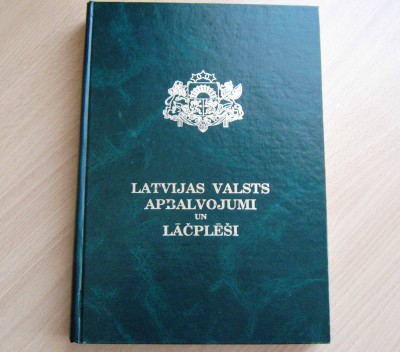 LATVIJAS VALSTS
APBALVOJUMI
UN
LĀČPLĒŠI